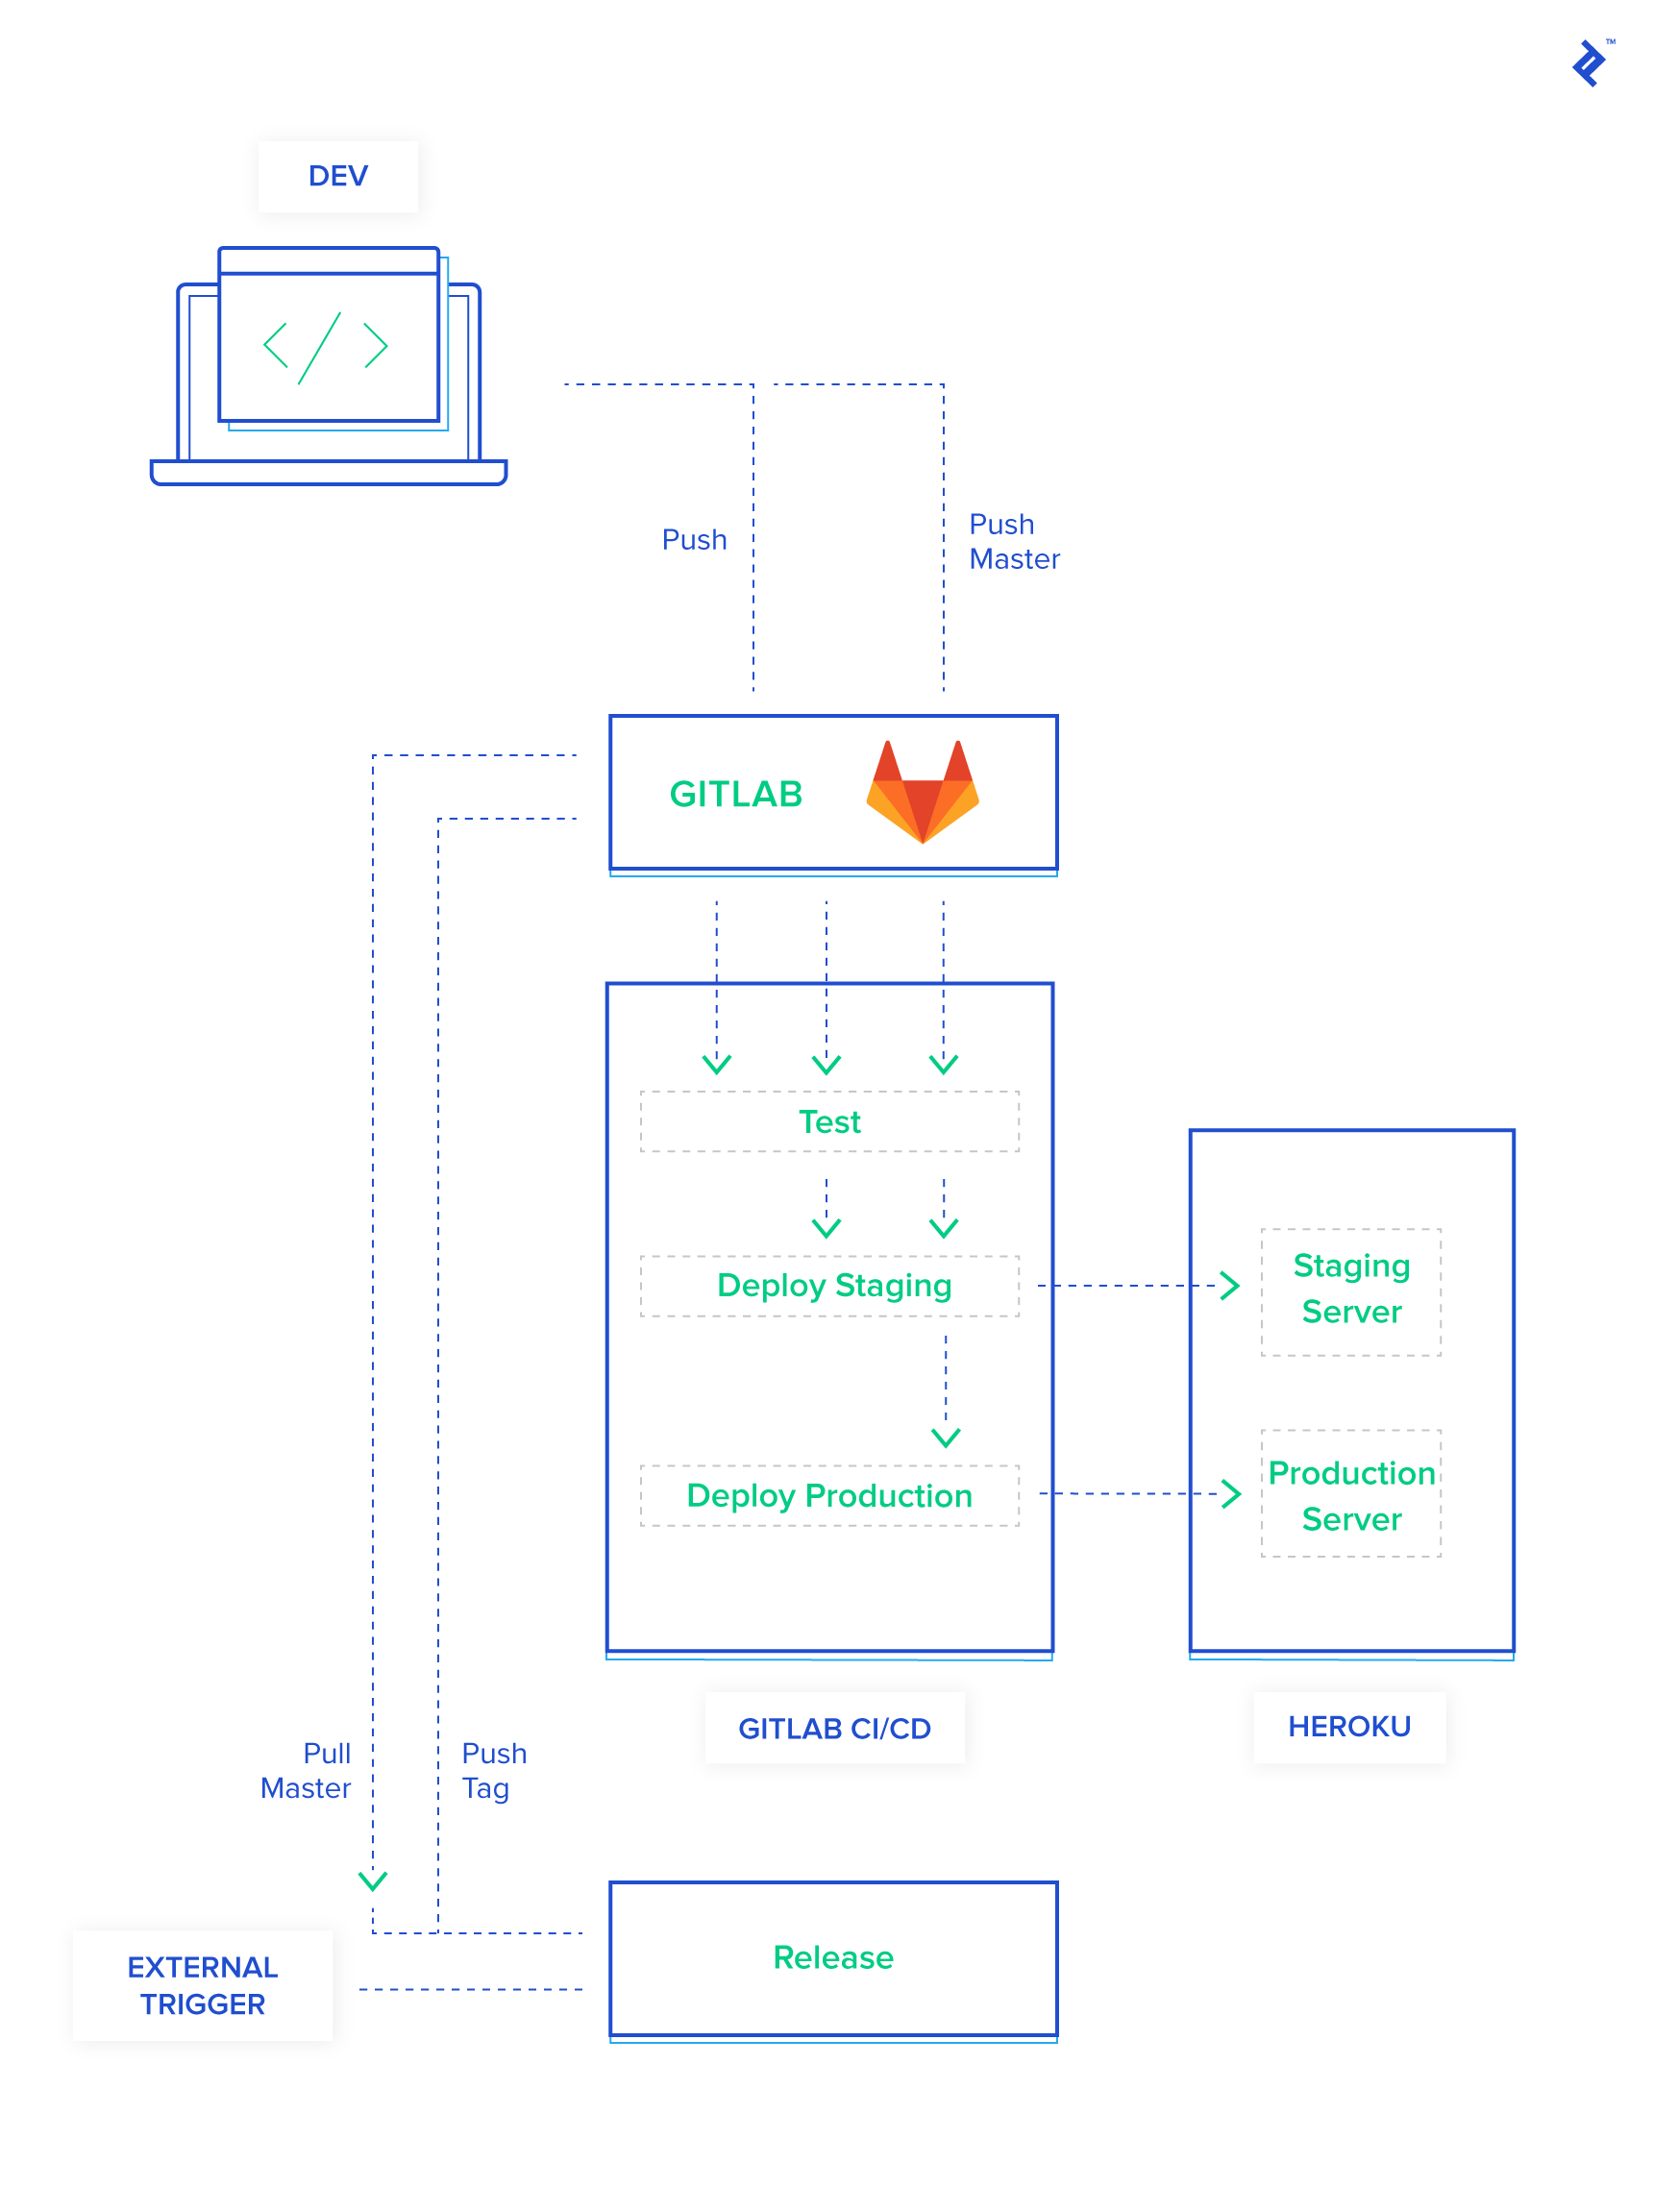 TM
DEV
Push
Push
Master
GITLAB
Test
Deploy Staging
Deploy Production
Staging
Server
Production
Server
GITLAB CI/CD
HEROKU
Pull
Master
Push
Tag
EXTERNAL
TRIGGER
Release